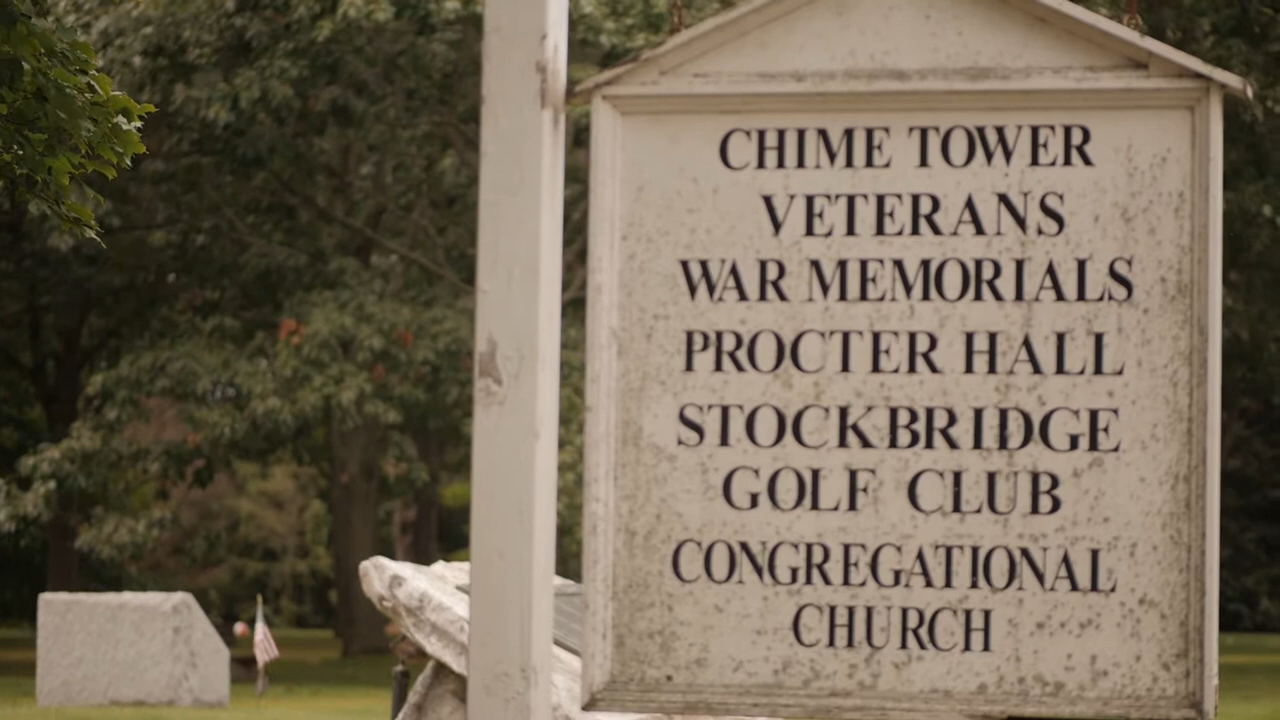 CHIME TOWER
VETERANS
WAR MEMORIALS
PROCTER HALL
STOCKBRIDGE
GOLF CLUB
CONGREGATIONAL
CHURCH